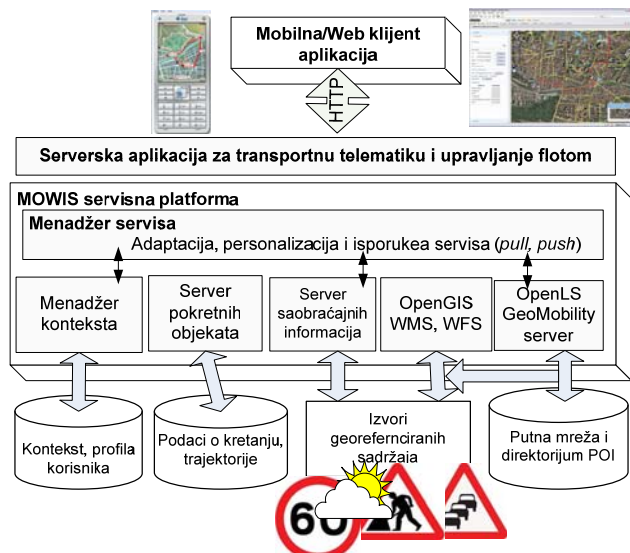 Mobilna/Web klijent
aplikacija
HTTP
Serverska aplikacija za transportnu telematiku i upravljanje flotom
MOWIS servisna platforma
Menadžer servisa
Adaptacija, personalizacija i isporukea servisa (pull, push)
Menadžer
konteksta
Server
pokretnih
objekata
Server
saobraćajnih
informacija
OpenGIS
WMS, WFS
OpenLS
GeoMobility
server
Kontekst, profila
korisnika
Podaci o kretanju,
trajektorije
Izvori
georefernciranih
sadržaia
Putna mreža i
direktorijum POI
60